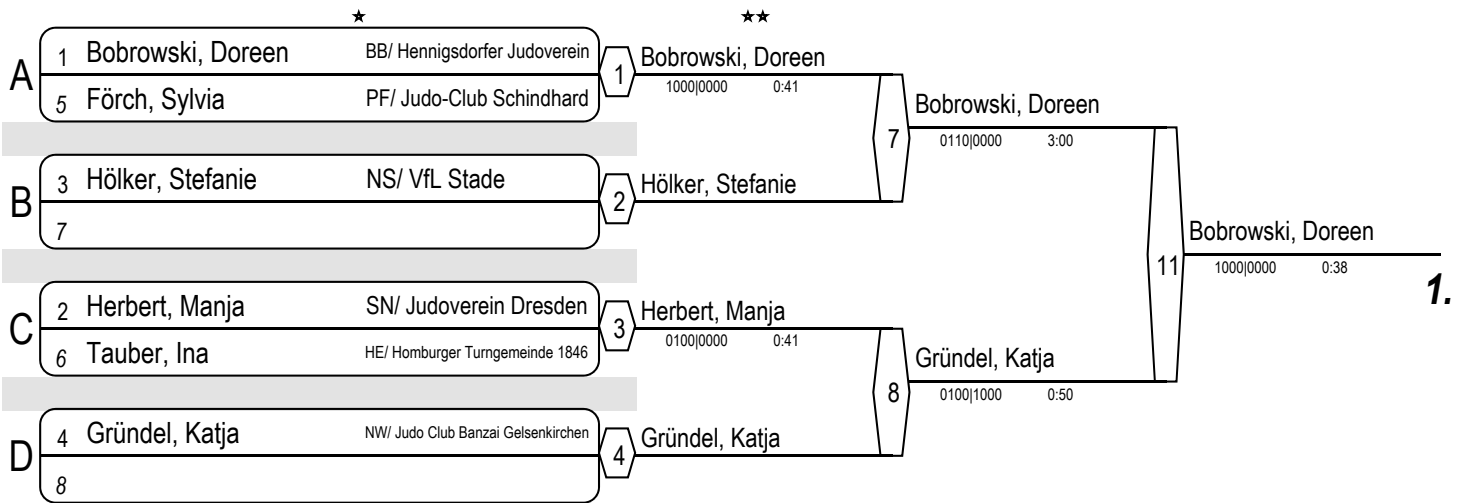 ★ ★★
A
1 Bobrowski, Doreen BB/ Hennigsdorfer Judoverein
5 Förch, Sylvia PF/ Judo-Club Schindhard
1
Bobrowski, Doreen
1000|0000 0:41
B
3 Hölker, Stefanie NS/ VfL Stade
7
2
Hölker, Stefanie
7
Bobrowski, Doreen
0110|0000 3:00
C
2 Herbert, Manja SN/ Judoverein Dresden
6 Tauber, Ina HE/ Homburger Turngemeinde 1846
3
Herbert, Manja
0100|0000 0:41
D
4 Gründel, Katja NW/ Judo Club Banzai Gelsenkirchen
8
4
Gründel, Katja
8
Gründel, Katja
0100|1000 0:50
11
Bobrowski, Doreen
1000|0000 0:38
1.